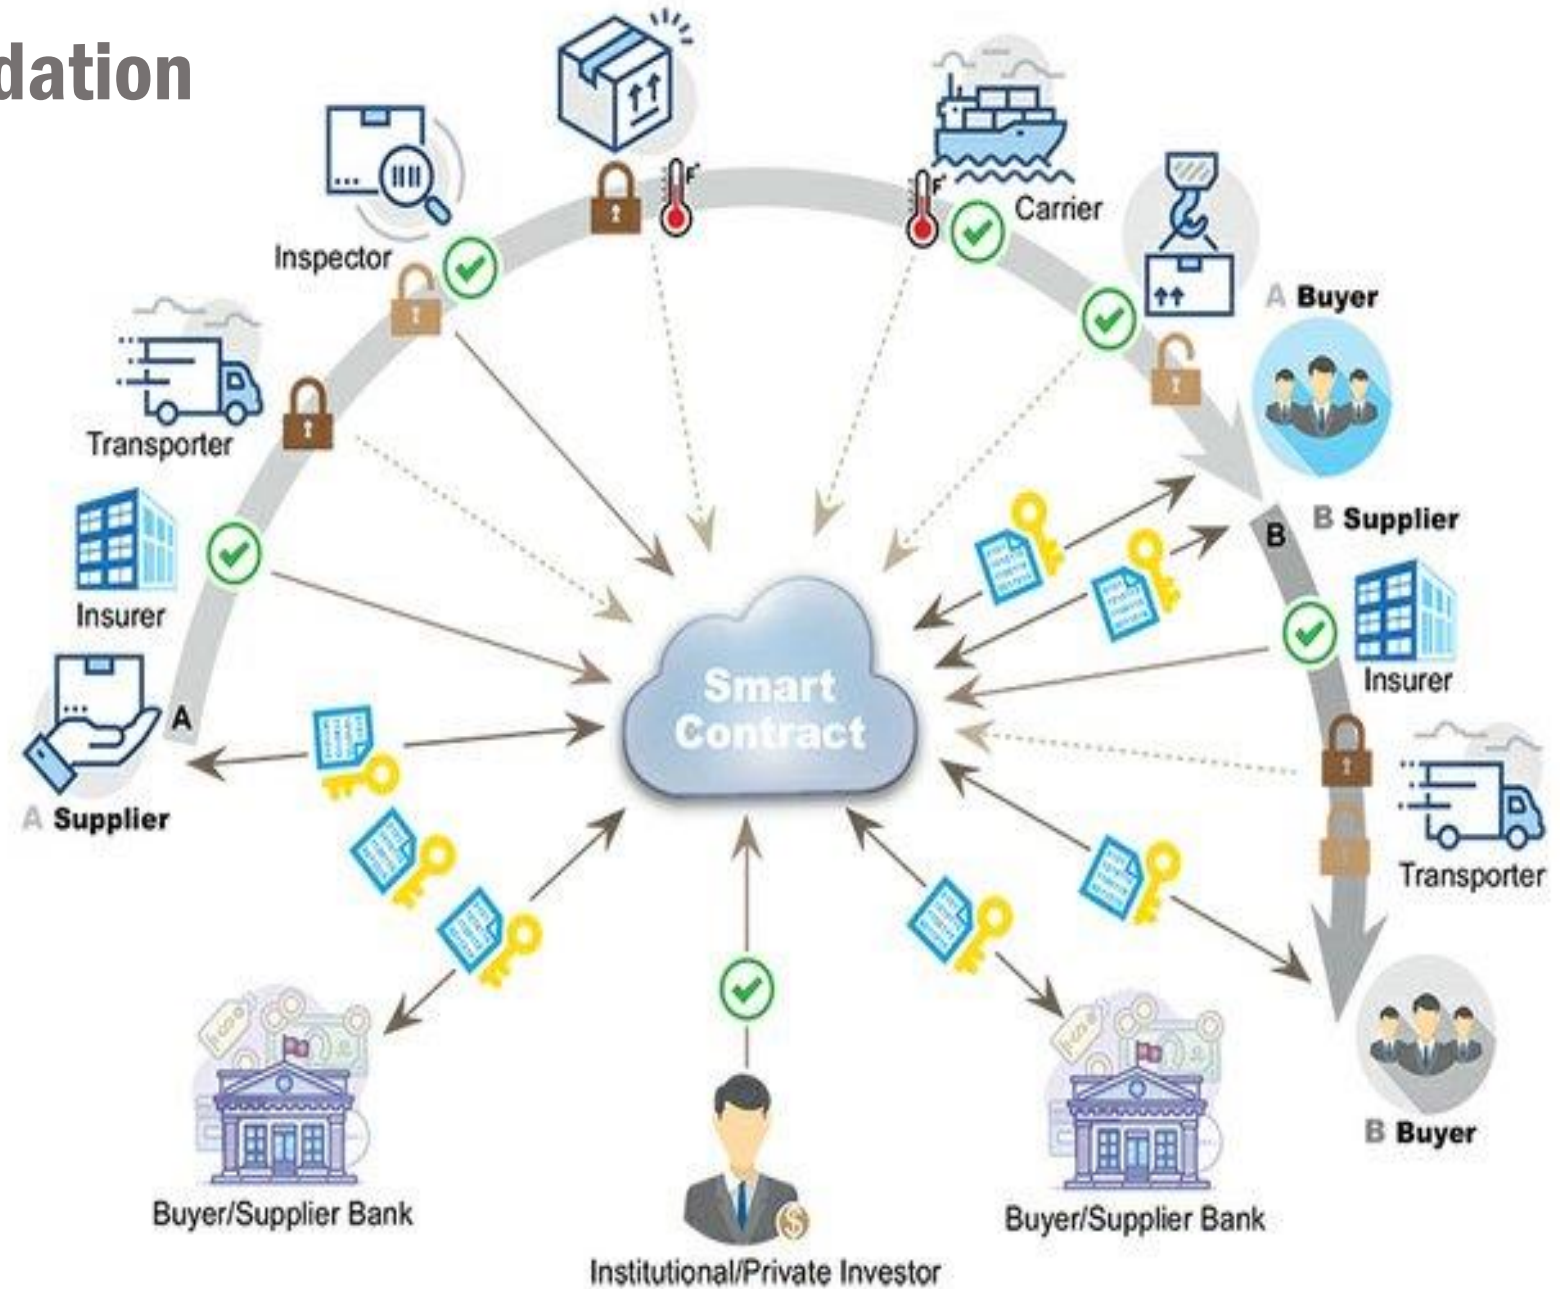 dation
Inspector
F°
F°
Carrier
A Buyer
Transporter
B Supplier
B
Insurer
Insurer
A
Smart
Contract
A Supplier
Transporter
B Buyer
Buyer/Supplier Bank
Buyer/Supplier Bank
Institutional/Private Investor